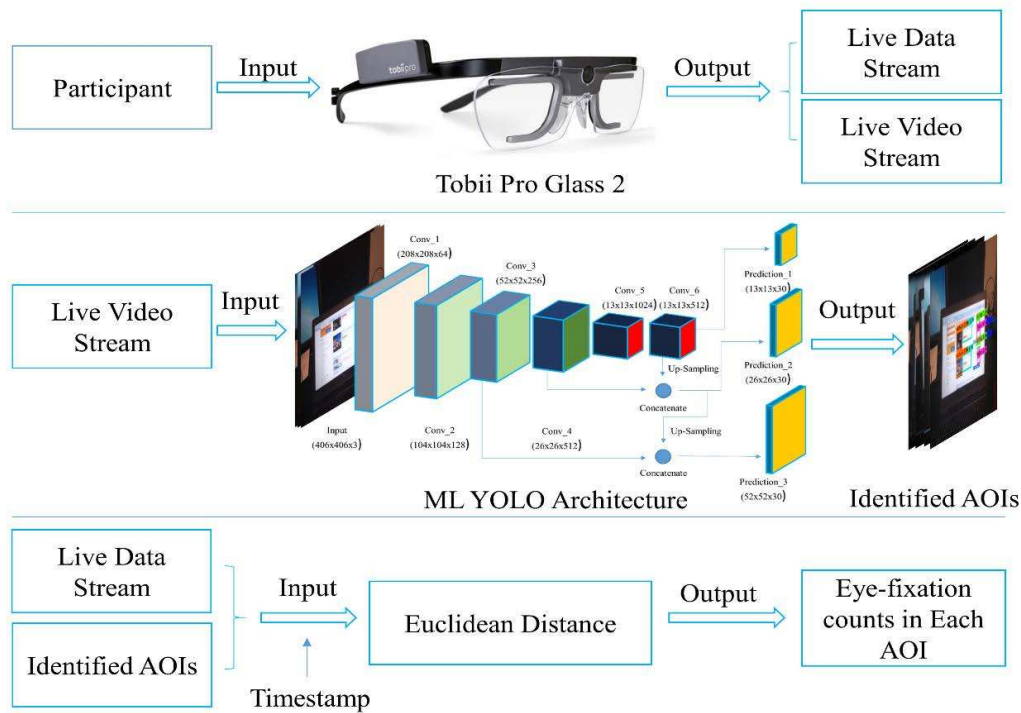 Participant
Input
tobiipro
Output
Live Data
Stream
Live Video
Stream
Tobii Pro Glass 2
Live Video
Stream
Input
Conv_1
(208x208x64)
Conv_3
(52x52x256)
Conv_5
(13x13x1024)
Conv_6
(13x13x512)
Prediction_1
(13x13x30)
Output
Up-Sampling
Concatenate
Prediction_2
(26x26x30)
Input
(406x406x3)
Conv_2
(104x104x128)
Conv_4
(26x26x512)
Up-Sampling
Concatenate
Prediction_3
(52x52x30)
ML YOLO Architecture
Identified AOIs
Live Data
Stream
Identified AOIs
Input
Timestamp
Euclidean Distance
Output
Eye-fixation
counts in Each
AOI